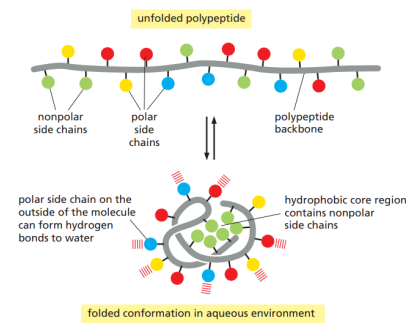 unfolded polypeptide
nonpolar
side chains
polar
side
chains
polypeptide
backbone
polar side chain on the
outside of the molecule
can form hydrogen
bonds to water
hydrophobic core region
contains nonpolar
side chains
folded conformation in aqueous environment